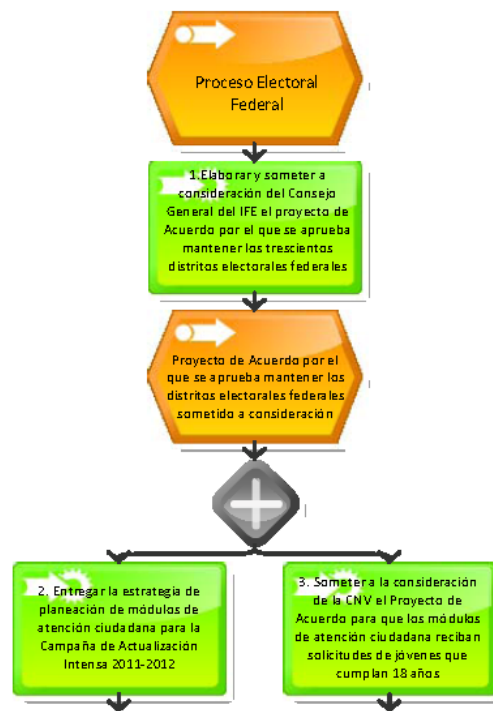 Proceso Electoral
Federal
1.Elaborar y someter a
consideración del Consejo
General del IFE el proyecto de
Acuerdo por el que se aprueba
mantener los trescientos
distritos electorales federales
Proyecto de Acuerdo por el
que se aprueba mantener los
distritos electorales federales
sometido a consideración
2. Entregar la estrategia de
planeación de módulos de
atención ciudadana para la
Campaña de Actualización
Intensa 2011-2012
3. Someter a la consideración
de la CNV el Proyecto de
Acuerdo para que los módulos
de atención ciudadana reciban
solicitudes de jóvenes que
cumplan 18 años